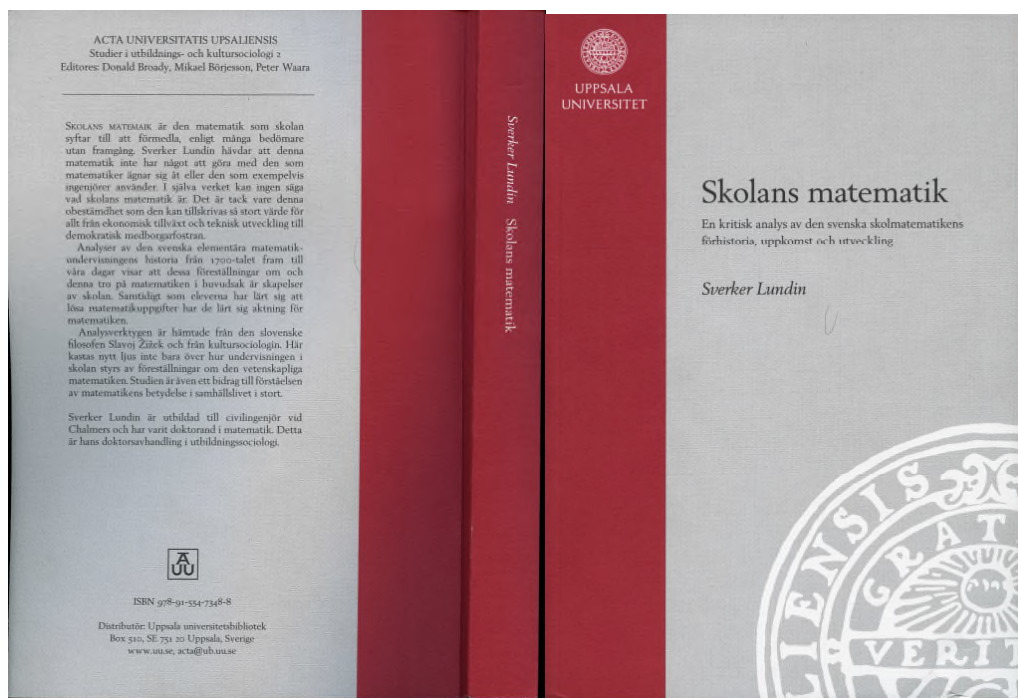 ACTA UNIVERSITATIS UPSALIENSIS
Studier i utbildnings- och kultursociologi 2
Editores: Donald Broady, Mikael Börjesson, Peter Waara
SKOLANS MATEMAIK är den matematik som skolan
syftar till att förmedla, enligt många bedömare
utan framgång. Sverker Lundin hävdar att denna
matematik inte har något att göra med den som
matematiker ägnar sig åt eller den som exempelvis
ingenjörer använder. I själva verket kan ingen säga
vad skolans matematik är. Det är tack vare denna
obestämdhet som den kan tillskrivas så stort värde för
allt från ekonomisk tillväxt och teknisk utveckling till
demokratisk medborgarfostran.
Analyser av den svenska elementära matematik-
undervisningens historia från 1700-talet fram till
våra dagar visar att dessa föreställningar om och
denna tro på matematiken i huvudsak är skapelser
av skolan. Samtidigt som eleverna har lärt sig att
lösa matematikuppgifter har de lärt sig aktning för
matematiken.
Analysverktygen är hämtade från den slovenske
filosofen Slavoj Žižek och från kultursociologin. Här
kastas nytt ljus inte bara över hur undervisningen i
skolan styrs av föreställningar om den vetenskapliga
matematiken. Studien är även ett bidrag till förståelsen
av matematikens betydelse i samhällslivet i stort.
Sverker Lundin är utbildad till civilingenjör vid
Chalmers och har varit doktorand i matematik. Detta
är hans doktorsavhandling i utbildningssociologi.
AUU
ISBN 978-91-554-7348-8
Distributör: Uppsala universitetsbibliotek
Box 510, SE 751 20 Uppsala, Sverige
www.uu.se, acta@ub.uu.se
Sverker Lundin Skolans matematik
UPPSALA
UNIVERSITET
Skolans matematik
En kritisk analys av den svenska skolmatematikens
förhistoria, uppkomst och utveckling
Sverker Lundin
LIENSIS
GRAT
VERIT